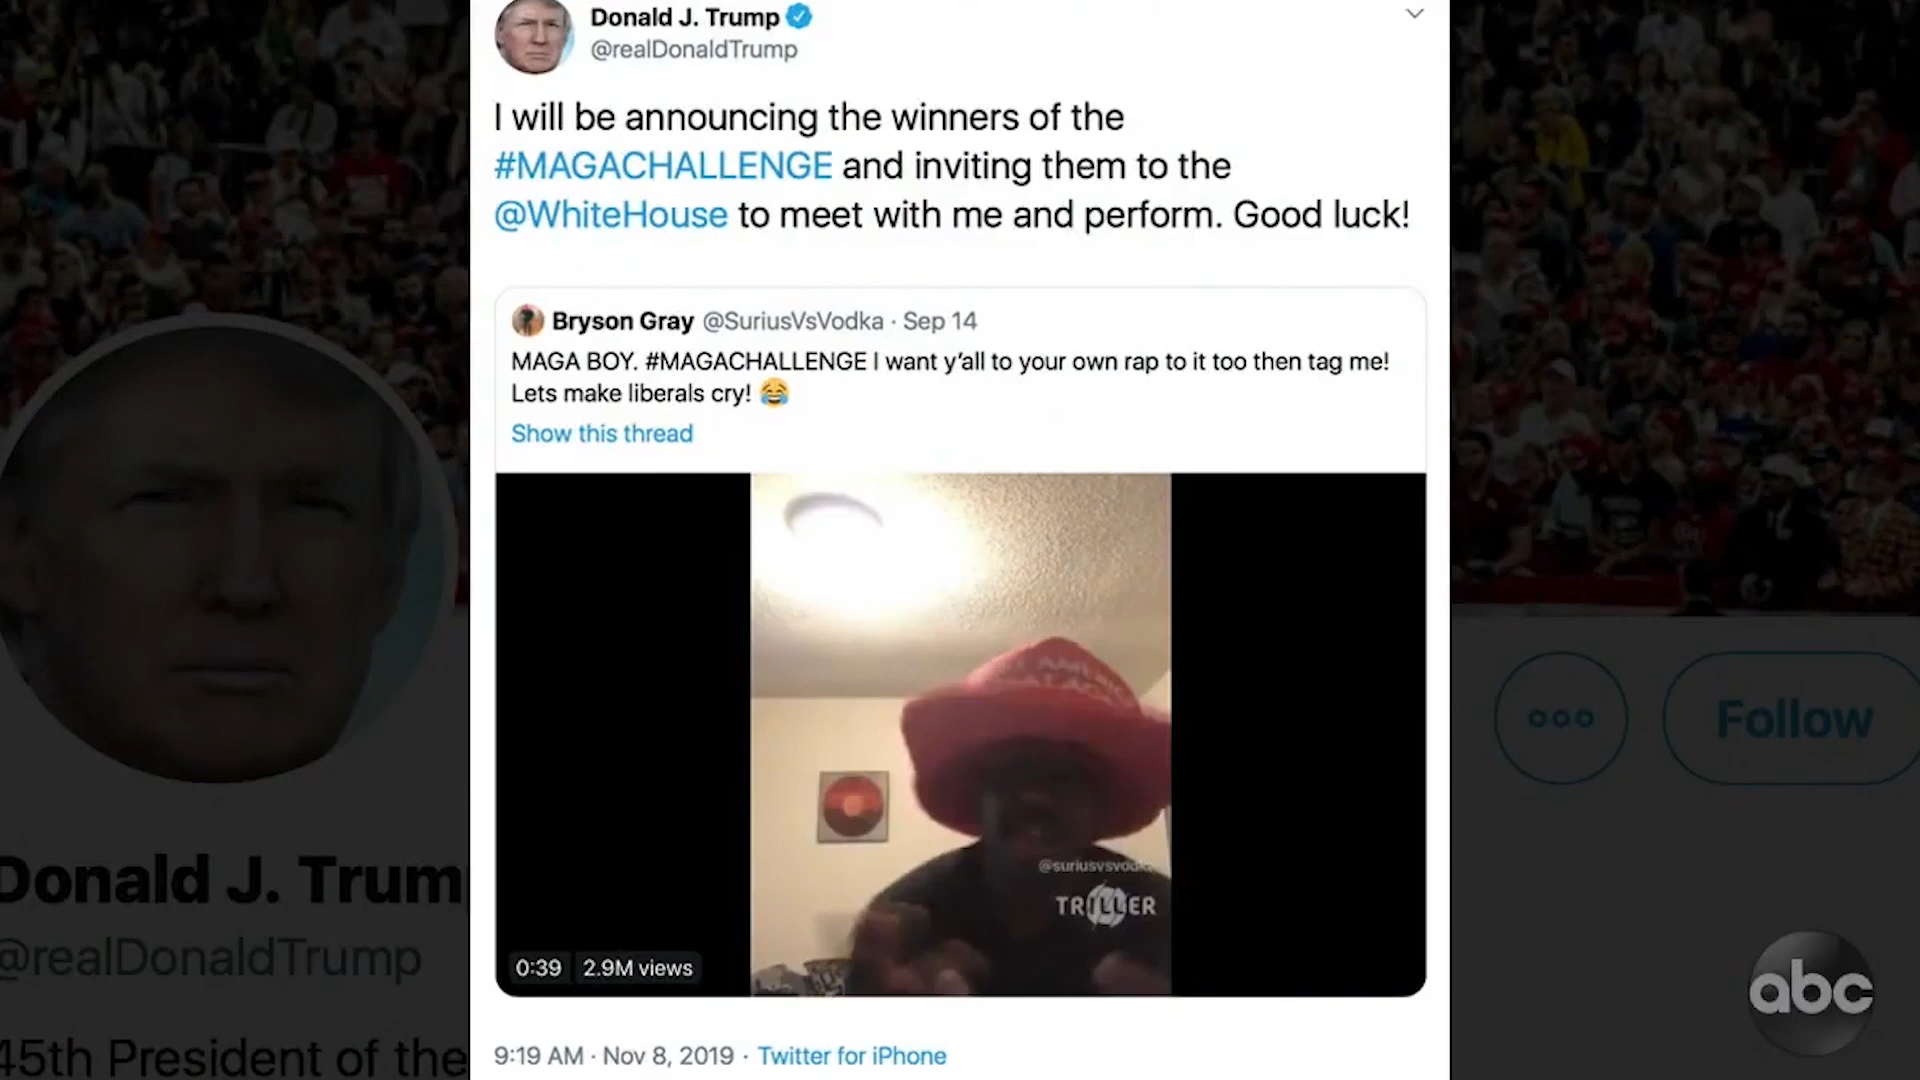 Donald J. Trump
@realDonaldTrump
I will be announcing the winners of the
#MAGACHALLENGE and inviting them to the
@WhiteHouse to meet with me and perform. Good luck!
Bryson Gray @SuriusVsVodka · Sep 14
MAGA BOY. #MAGACHALLENGE I want y'all to your own rap to it too then tag me!
Lets make liberals cry! 😂
Show this thread
@suriusvsvodka
TRILLER
0:39 2.9M views
9:19 AM · Nov 8, 2019 · Twitter for iPhone
Donald J. Trum
@realDonaldTrump
45th President of the
Follow
abc